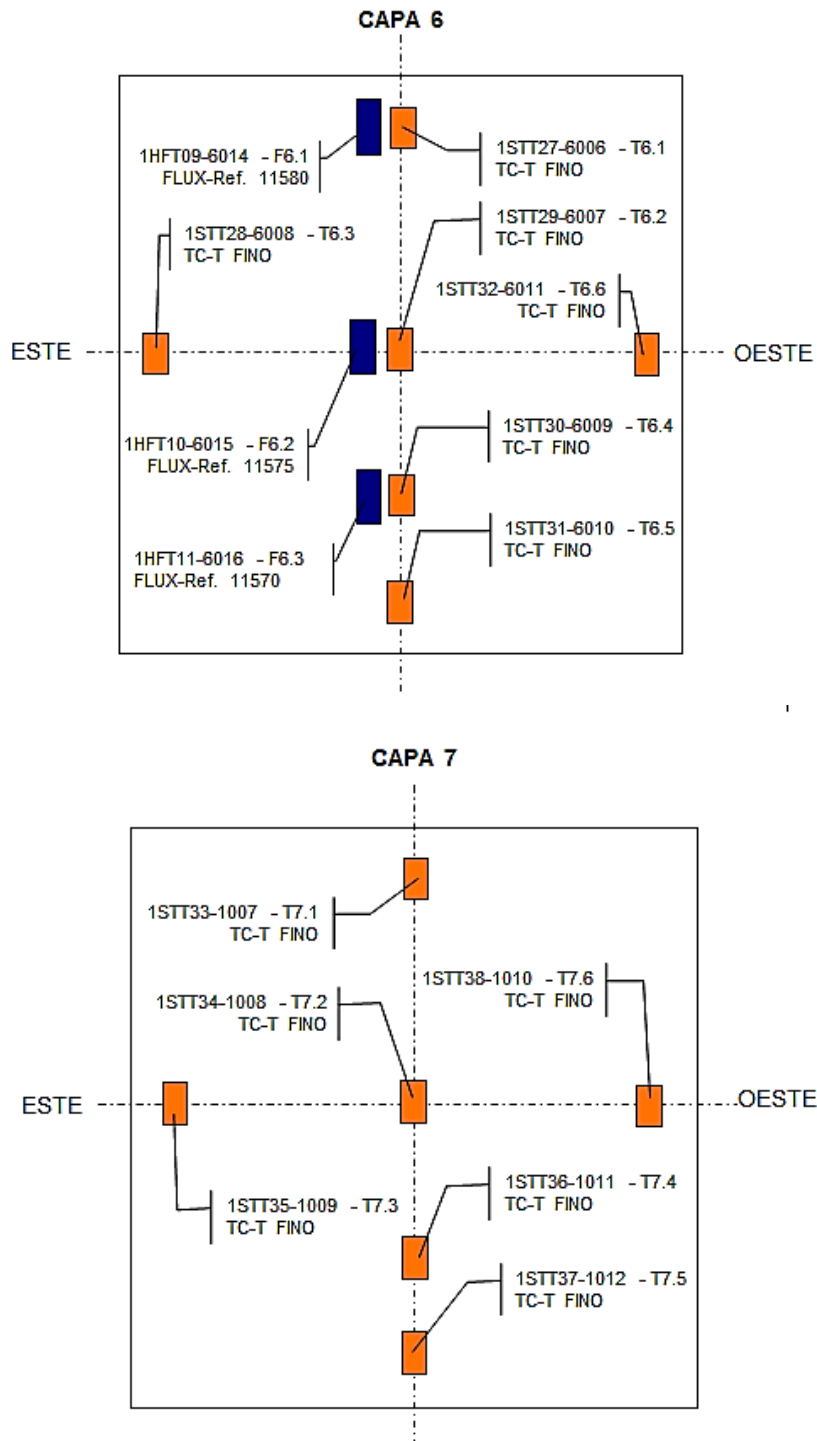 CAPA 6
1HFT09-6014 - F6.1
FLUX-Ref. 11580
1STT27-6006 - T6.1
TC-T FINO
1STT28-6008 - T6.3
TC-T FINO
1STT29-6007 - T6.2
TC-T FINO
1STT32-6011 - T6.6
TC-T FINO
ESTE
OESTE
1HFT10-6015 - F6.2
FLUX-Ref. 11575
1STT30-6009 - T6.4
TC-T FINO
1HFT11-6016 - F6.3
FLUX-Ref. 11570
1STT31-6010 - T6.5
TC-T FINO
CAPA 7
1STT33-1007 - T7.1
TC-T FINO
1STT34-1008 - T7.2
TC-T FINO
1STT38-1010 - T7.6
TC-T FINO
ESTE
OESTE
1STT35-1009 - T7.3
TC-T FINO
1STT36-1011 - T7.4
TC-T FINO
1STT37-1012 - T7.5
TC-T FINO